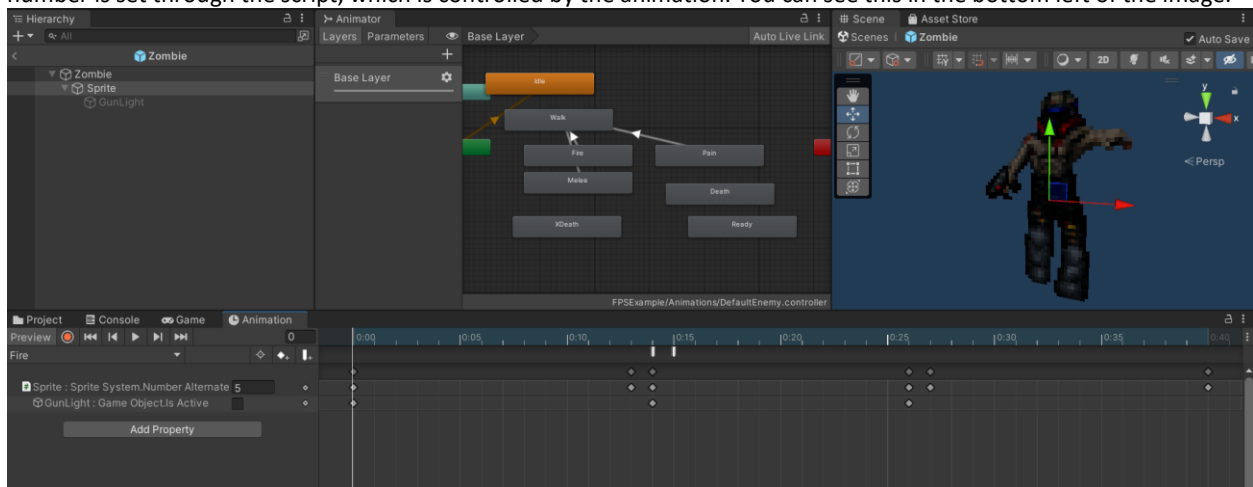 number is set through the script, which is controlled by the animation. You can see this in the bottom left of the image.
Hierarchy
All
Zombie
Zombie
Sprite
GunLight
Animator
Layers Parameters Base Layer Auto Live Link
Base Layer
Idle
Walk
Fire
Pain
Melee
Death
XDeath
Ready
FPSExample/Animations/DefaultEnemy.controller
# Scene Asset Store
Scenes | Zombie Auto Save
2D
y
x
Persp
Project Console Game Animation
Preview 0 0:00 0:05 0:10 0:15 0:20 0:25 0:30 0:35 0:40
Fire
Sprite : Sprite System.Number Alternate 5
GunLight : Game Object.Is Active
Add Property